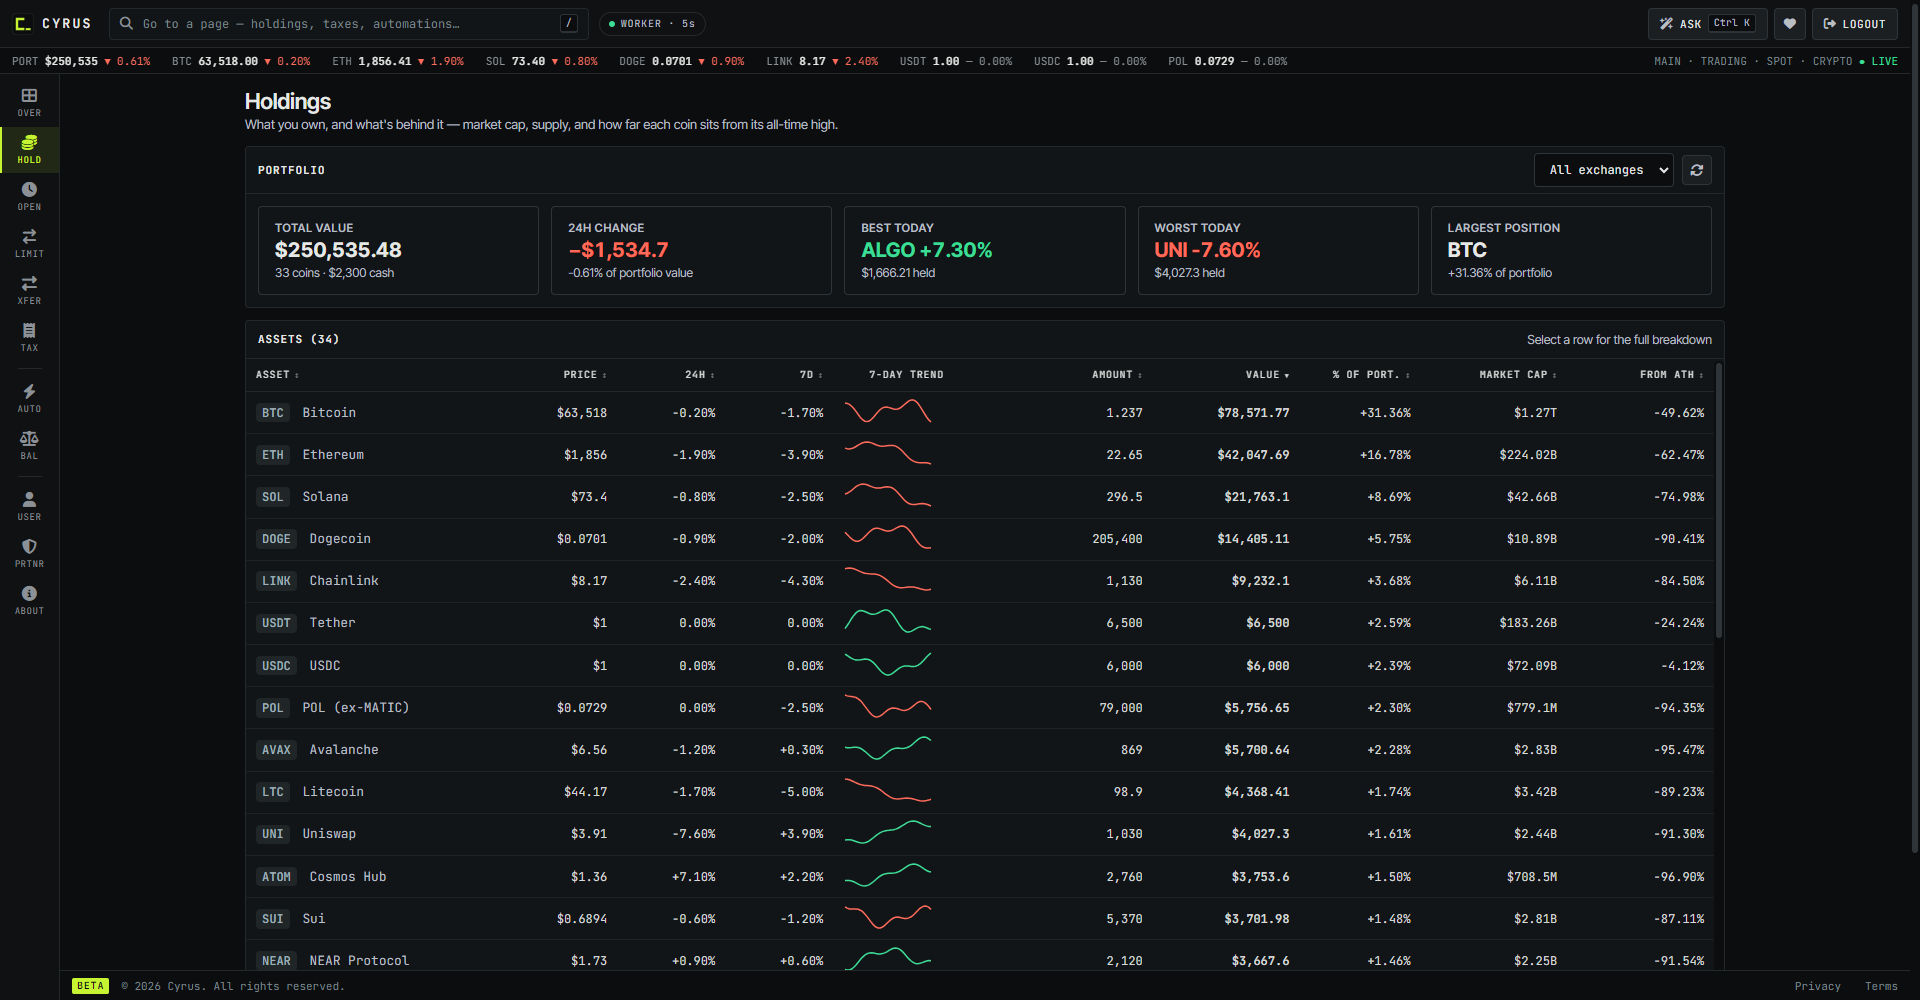 CYRUS
Go to a page — holdings, taxes, automations…
/
WORKER · 5s
ASK Ctrl K
LOGOUT
PORT $250,535 ▼ 0.61% BTC 63,518.00 ▼ 0.20% ETH 1,856.41 ▼ 1.90% SOL 73.40 ▼ 0.80% DOGE 0.0701 ▼ 0.90% LINK 8.17 ▼ 2.40% USDT 1.00 — 0.00% USDC 1.00 — 0.00% POL 0.0729 — 0.00% MAIN · TRADING · SPOT · CRYPTO ● LIVE
OVER
HOLD
OPEN
LIMIT
XFER
TAX
AUTO
BAL
USER
PRTNR
ABOUT
Holdings
What you own, and what's behind it — market cap, supply, and how far each coin sits from its all-time high.
PORTFOLIO
All exchanges
TOTAL VALUE
$250,535.48
33 coins · $2,300 cash
24H CHANGE
−$1,534.7
-0.61% of portfolio value
BEST TODAY
ALGO +7.30%
$1,666.21 held
WORST TODAY
UNI -7.60%
$4,027.3 held
LARGEST POSITION
BTC
+31.36% of portfolio
ASSETS (34)
Select a row for the full breakdown
ASSET PRICE 24H 7D 7-DAY TREND AMOUNT VALUE ▼ % OF PORT. MARKET CAP FROM ATH
BTC Bitcoin $63,518 -0.20% -1.70% 1.237 $78,571.77 +31.36% $1.27T -49.62%
ETH Ethereum $1,856 -1.90% -3.90% 22.65 $42,047.69 +16.78% $224.02B -62.47%
SOL Solana $73.4 -0.80% -2.50% 296.5 $21,763.1 +8.69% $42.66B -74.98%
DOGE Dogecoin $0.0701 -0.90% -2.00% 205,400 $14,405.11 +5.75% $10.89B -90.41%
LINK Chainlink $8.17 -2.40% -4.30% 1,130 $9,232.1 +3.68% $6.11B -84.50%
USDT Tether $1 0.00% 0.00% 6,500 $6,500 +2.59% $183.26B -24.24%
USDC USDC $1 0.00% 0.00% 6,000 $6,000 +2.39% $72.09B -4.12%
POL POL (ex-MATIC) $0.0729 0.00% -2.50% 79,000 $5,756.65 +2.30% $779.1M -94.35%
AVAX Avalanche $6.56 -1.20% +0.30% 869 $5,700.64 +2.28% $2.83B -95.47%
LTC Litecoin $44.17 -1.70% -5.00% 98.9 $4,368.41 +1.74% $3.42B -89.23%
UNI Uniswap $3.91 -7.60% +3.90% 1,030 $4,027.3 +1.61% $2.44B -91.30%
ATOM Cosmos Hub $1.36 +7.10% +2.20% 2,760 $3,753.6 +1.50% $708.5M -96.90%
SUI Sui $0.6894 -0.60% -1.20% 5,370 $3,701.98 +1.48% $2.81B -87.11%
NEAR NEAR Protocol $1.73 +0.90% +0.60% 2,120 $3,667.6 +1.46% $2.25B -91.54%
BETA © 2026 Cyrus. All rights reserved.
Privacy Terms